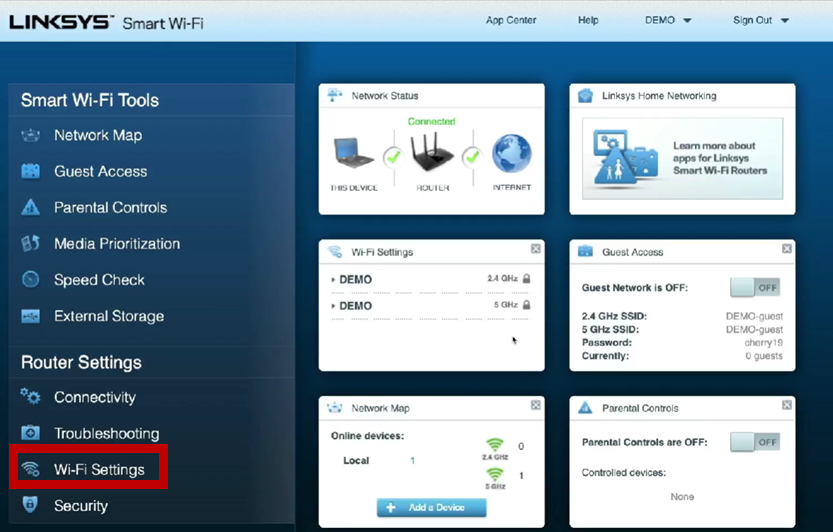 LINKSYS™ Smart Wi-Fi
App Center
Help
DEMO
Sign Out
Smart Wi-Fi Tools
Network Map
Guest Access
Parental Controls
Media Prioritization
Speed Check
External Storage
Router Settings
Connectivity
Troubleshooting
Wi-Fi Settings
Security
Network Status
Connected
THIS DEVICE
ROUTER
INTERNET
Linksys Home Networking
Learn more about
apps for Linksys
Smart Wi-Fi Routers
Wi-Fi Settings
DEMO 2.4 GHz
DEMO 5 GHz
Guest Access
Guest Network is OFF: OFF
2.4 GHz SSID: DEMO-guest
5 GHz SSID: DEMO-guest
Password: cherry19
Currently: 0 guests
Network Map
Online devices:
Local 1
0
2.4 GHz
1
5 GHz
Add a Device
Parental Controls
Parental Controls are OFF: OFF
Controlled devices:
None